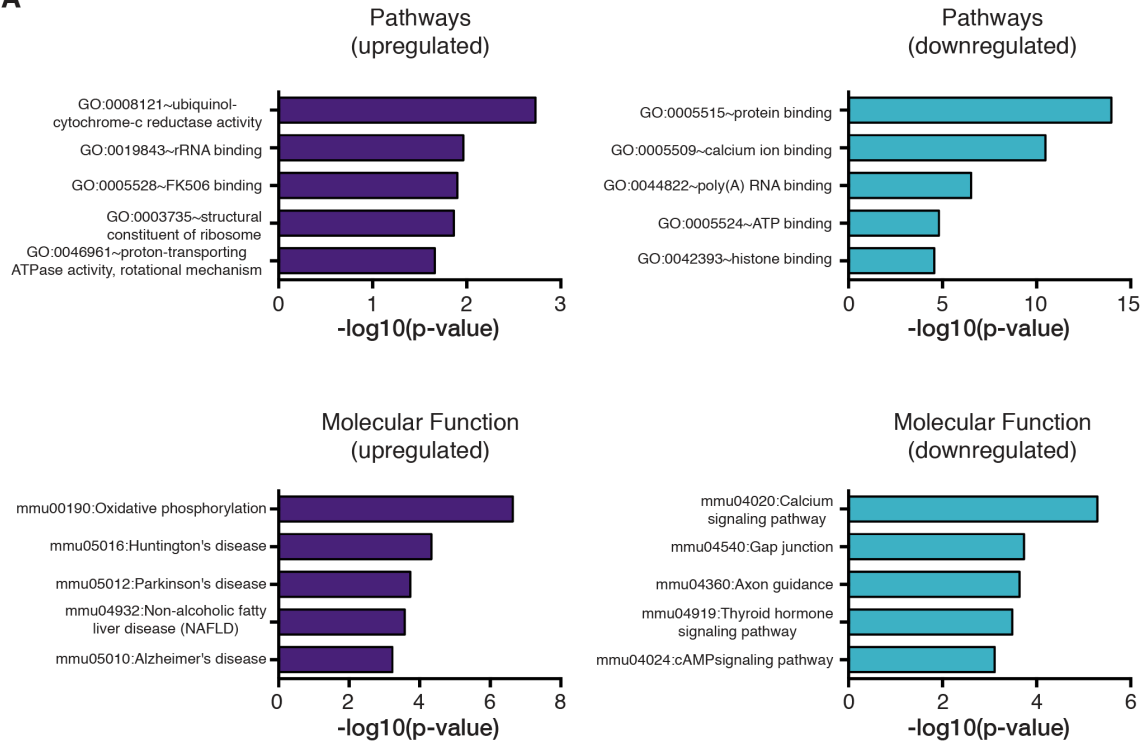 A
Pathways
(upregulated)
GO:0008121~ubiquinol-
cytochrome-c reductase activity
GO:0019843~rRNA binding
GO:0005528~FK506 binding
GO:0003735~structural
constituent of ribosome
GO:0046961~proton-transporting
ATPase activity, rotational mechanism
0 1 2 3
-log10(p-value)
Pathways
(downregulated)
GO:0005515~protein binding
GO:0005509~calcium ion binding
GO:0044822~poly(A) RNA binding
GO:0005524~ATP binding
GO:0042393~histone binding
0 5 10 15
-log10(p-value)
Molecular Function
(upregulated)
mmu00190:Oxidative phosphorylation
mmu05016:Huntington's disease
mmu05012:Parkinson's disease
mmu04932:Non-alcoholic fatty
liver disease (NAFLD)
mmu05010:Alzheimer's disease
0 2 4 6 8
-log10(p-value)
Molecular Function
(downregulated)
mmu04020:Calcium
signaling pathway
mmu04540:Gap junction
mmu04360:Axon guidance
mmu04919:Thyroid hormone
signaling pathway
mmu04024:cAMPsignaling pathway
0 2 4 6
-log10(p-value)